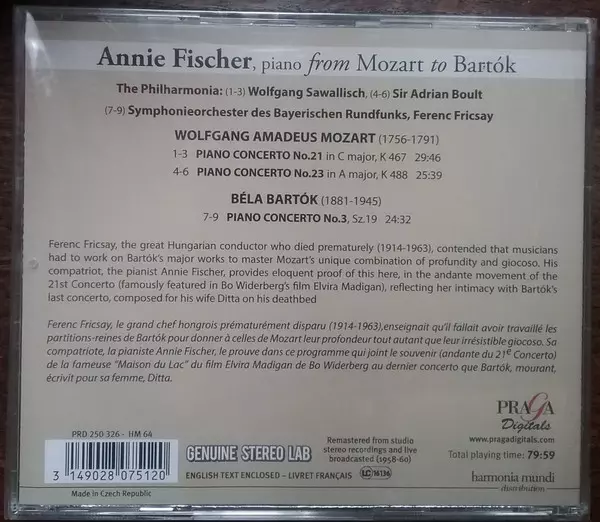 Annie Fischer, piano from Mozart to Bartók
The Philharmonia: (1-3) Wolfgang Sawallisch, (4-6) Sir Adrian Boult
(7-9) Symphonieorchester des Bayerischen Rundfunks, Ferenc Fricsay
WOLFGANG AMADEUS MOZART (1756-1791)
1-3 PIANO CONCERTO No.21 in C major, K 467 29:46
4-6 PIANO CONCERTO No.23 in A major, K 488 25:39
BÉLA BARTÓK (1881-1945)
7-9 PIANO CONCERTO No.3, Sz.19 24:32
Ferenc Fricsay, the great Hungarian conductor who died prematurely (1914-1963), contended that musicians
had to work on Bartók's major works to master Mozart's unique combination of profundity and giocoso. His
compatriot, the pianist Annie Fischer, provides eloquent proof of this here, in the andante movement of the
21st Concerto (famously featured in Bo Widerberg's film Elvira Madigan), reflecting her intimacy with Bartók's
last concerto, composed for his wife Ditta on his deathbed
Ferenc Fricsay, le grand chef hongrois prématurément disparu (1914-1963),enseignait qu'il fallait avoir travaillé les
partitions-reines de Bartók pour donner à celles de Mozart leur profondeur tout autant que leur irrésistible giocoso. Sa
compatriote, la pianiste Annie Fischer, le prouve dans ce programme qui joint le souvenir (andante du 21e Concerto)
de la fameuse "Maison du Lac" du film Elvira Madigan de Bo Widerberg au dernier concerto que Bartók, mourant,
écrivit pour sa femme, Ditta.
PRD 250 326 - HM 64
3 149028 075120
Made in Czech Republic
GENUINE STEREO LAB
ENGLISH TEXT ENCLOSED – LIVRET FRANÇAIS
LC 16136
Remastered from studio
stereo recordings and live
broadcasted (1958-60)
PRAGA
Digitals
www.pragadigitals.com
Total playing time: 79:59
harmonia mundi
distribution